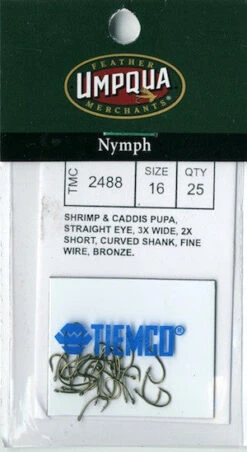 FEATHER
UMPQUA
MERCHANTS
Nymph
TMC 2488 SIZE 16 QTY 25
SHRIMP & CADDIS PUPA,
STRAIGHT EYE, 3X WIDE, 2X
SHORT, CURVED SHANK, FINE
WIRE, BRONZE.
TIEMCO®